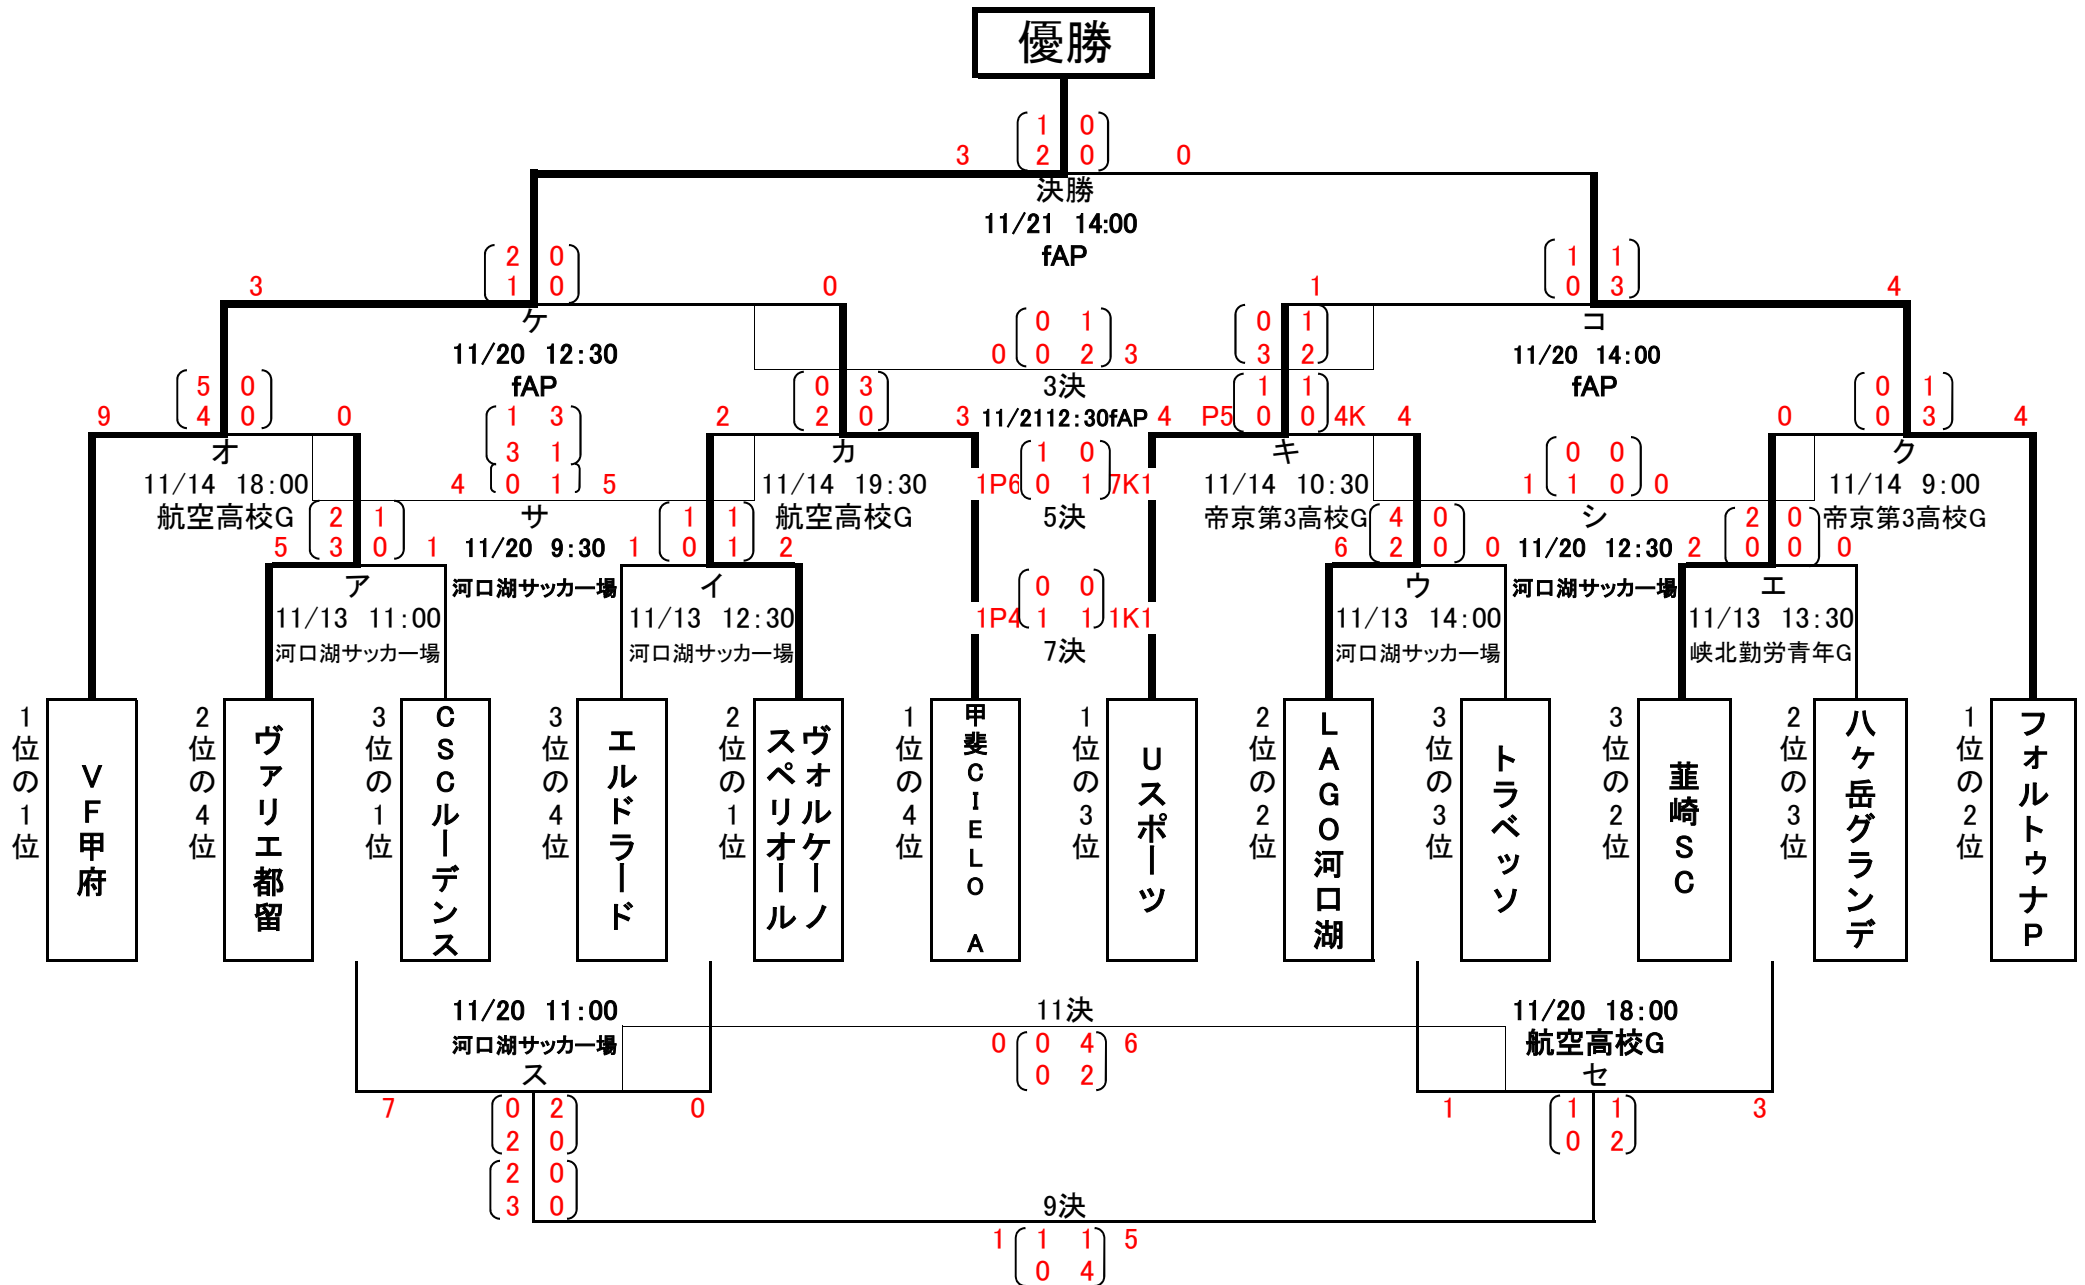 優勝
1 0
3 2 0 0
決勝
11/21 14:00
fAP
2 0
3 1 0 0
ケ
11/20 12:30
fAP
1 1
1 0 3 4
コ
11/20 14:00
fAP
0 1
0 0 2 3
3決
11/2112:30fAP
0 1
3 2
5 0
9 4 0 0
オ
11/14 18:00
航空高校G
1 3
3 1
4 0 1 5
サ
11/20 9:30
河口湖サッカー場
0 3
2 2 0 3
カ
11/14 19:30
航空高校G
1 0
1P6 0 1 7K1
5決
1 1
4 P5 0 0 4K 4
キ
11/14 10:30
帝京第3高校G
0 0
1 1 0 0
シ
11/20 12:30
河口湖サッカー場
0 1
0 0 3 4
ク
11/14 9:00
帝京第3高校G
2 1
5 3 0 1
ア
11/13 11:00
河口湖サッカー場
1 1
1 0 1 2
イ
11/13 12:30
河口湖サッカー場
0 0
1P4 1 1 1K1
7決
4 0
6 2 0 0
ウ
11/13 14:00
河口湖サッカー場
2 0
2 0 0 0
エ
11/13 13:30
峡北勤労青年G
1位の1位
VF甲府
2位の4位
ヴァリエ都留
3位の1位
CSCルーデンス
3位の4位
エルドラード
2位の1位
ヴォルケーノ
スペリオール
1位の4位
甲斐CIELO A
1位の3位
Uスポーツ
2位の2位
LAGO河口湖
3位の3位
トラベッソ
3位の2位
韮崎SC
2位の3位
八ヶ岳グランデ
1位の2位
フォルトゥナP
11/20 11:00
河口湖サッカー場
ス
7 0 2 0
2 0
2 0
3 0
11決
0 0 4 6
0 2
11/20 18:00
航空高校G
セ
1 1 1 3
0 2
9決
1 1 1 5
0 4